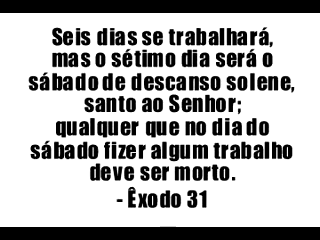 Seis dias se trabalhará,
mas o sétimo dia será o
sábado de descanso solene,
santo ao Senhor;
qualquer que no dia do
sábado fizer algum trabalho
deve ser morto.
- Êxodo 31